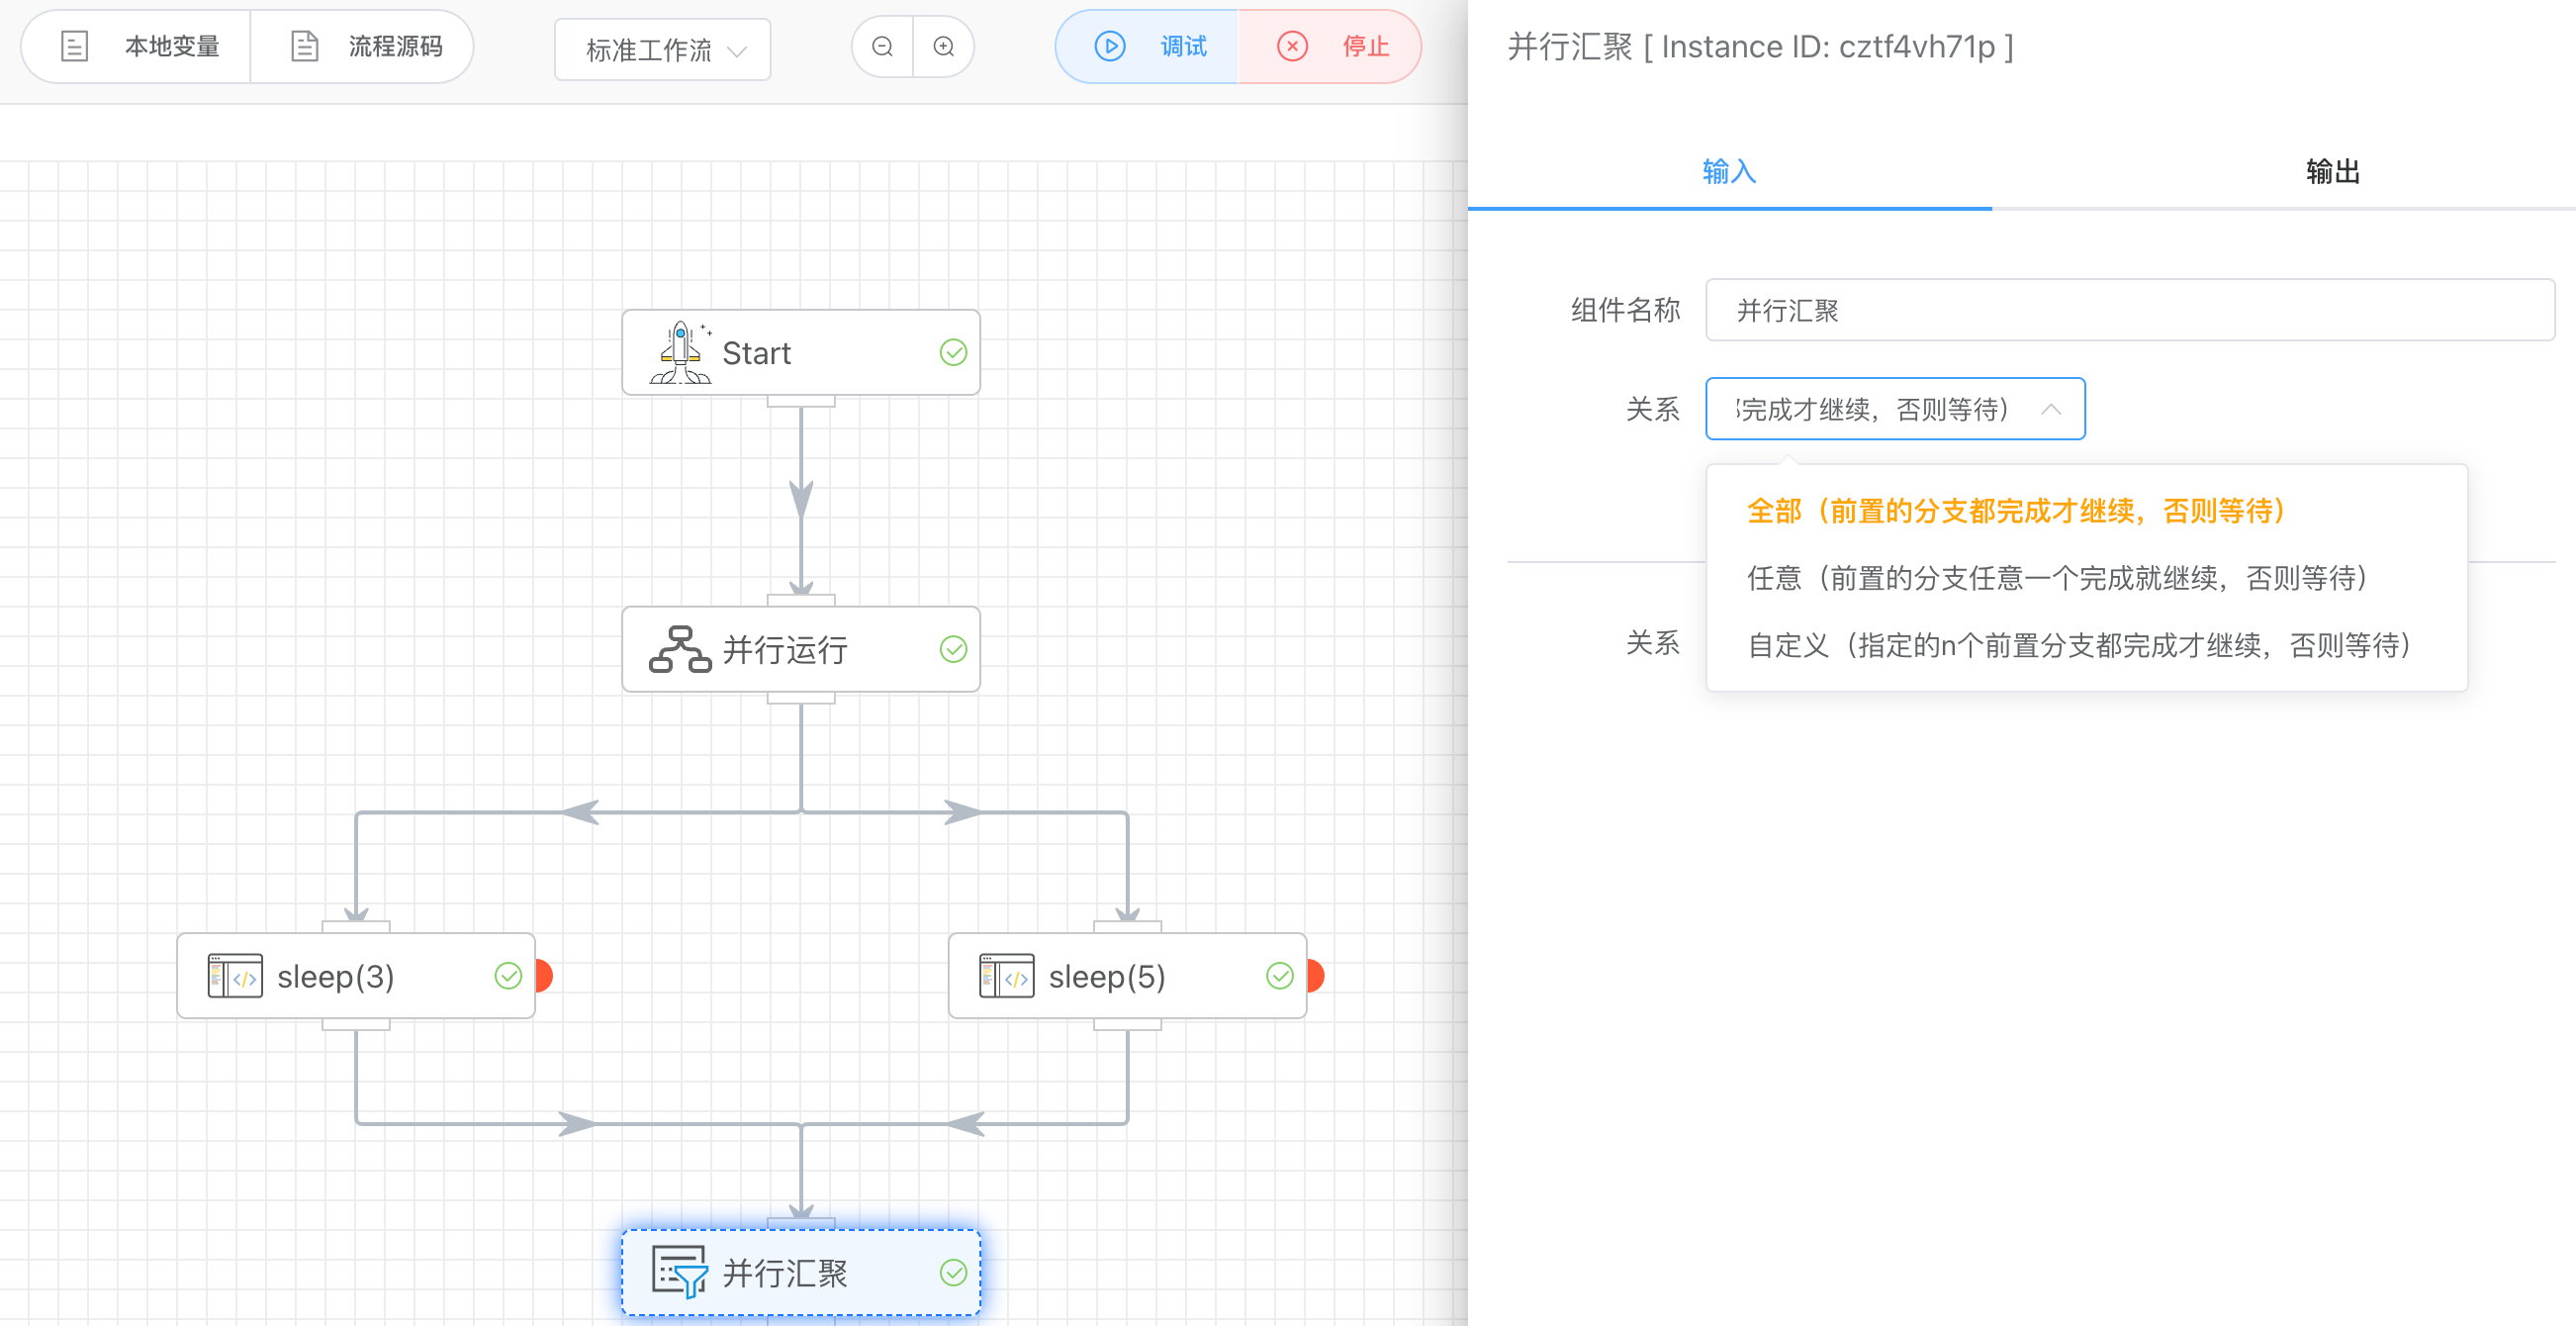 本地变量
流程源码
标准工作流
调试
停止
Start
并行运行
sleep(3)
sleep(5)
并行汇聚
并行汇聚 [ Instance ID: cztf4vh71p ]
输入
输出
组件名称
并行汇聚
关系
完成才继续，否则等待）
全部（前置的分支都完成才继续，否则等待）
任意（前置的分支任意一个完成就继续，否则等待）
关系
自定义（指定的n个前置分支都完成才继续，否则等待）